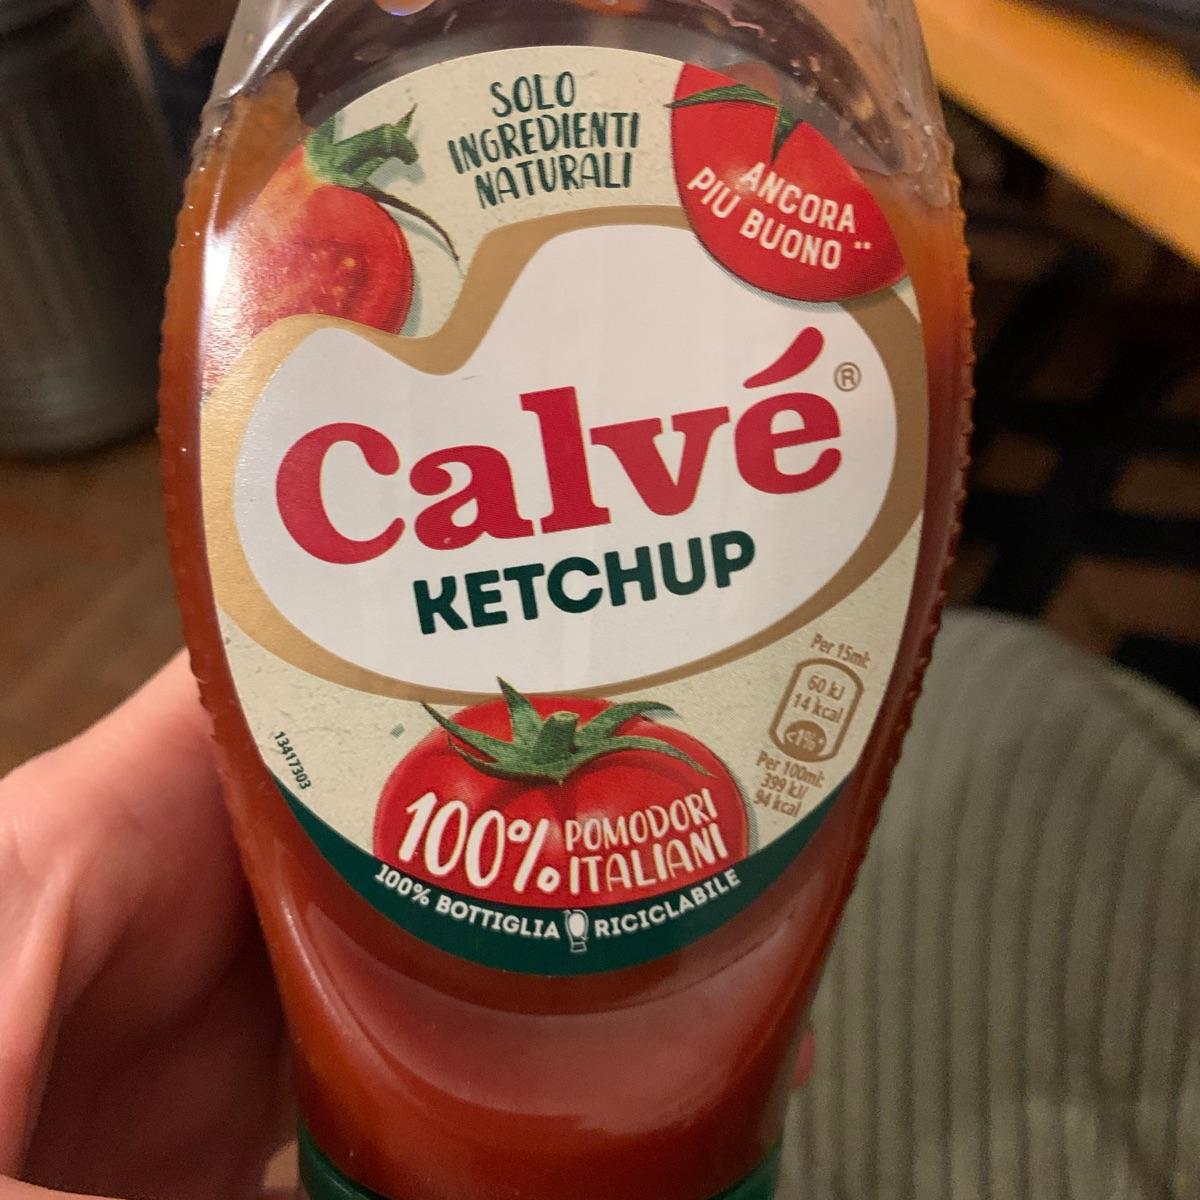 SOLO
INGREDIENTI
NATURALI
ANCORA
PIÙ BUONO **
Calvé®
KETCHUP
Per 15ml:
60 kJ
14 kcal
<1%*
Per 100ml:
399 kJ/
94 kcal
13417303
100% POMODORI
ITALIANI
100% BOTTIGLIA RICICLABILE